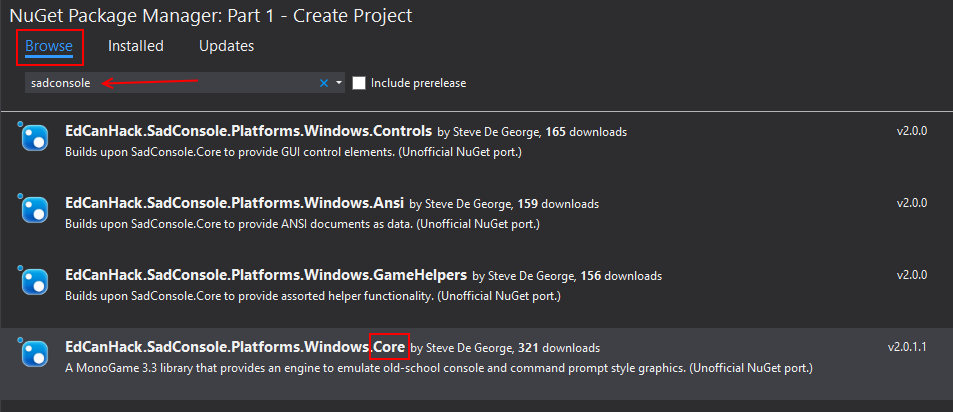 NuGet Package Manager: Part 1 - Create Project
Browse Installed Updates
sadconsole Include prerelease
EdCanHack.SadConsole.Platforms.Windows.Controls by Steve De George, 165 downloads v2.0.0
Builds upon SadConsole.Core to provide GUI control elements. (Unofficial NuGet port.)
EdCanHack.SadConsole.Platforms.Windows.Ansi by Steve De George, 159 downloads v2.0.0
Builds upon SadConsole.Core to provide ANSI documents as data. (Unofficial NuGet port.)
EdCanHack.SadConsole.Platforms.Windows.GameHelpers by Steve De George, 156 downloads v2.0.0
Builds upon SadConsole.Core to provide assorted helper functionality. (Unofficial NuGet port.)
EdCanHack.SadConsole.Platforms.Windows.Core by Steve De George, 321 downloads v2.0.1.1
A MonoGame 3.3 library that provides an engine to emulate old-school console and command prompt style graphics. (Unofficial NuGet port.)